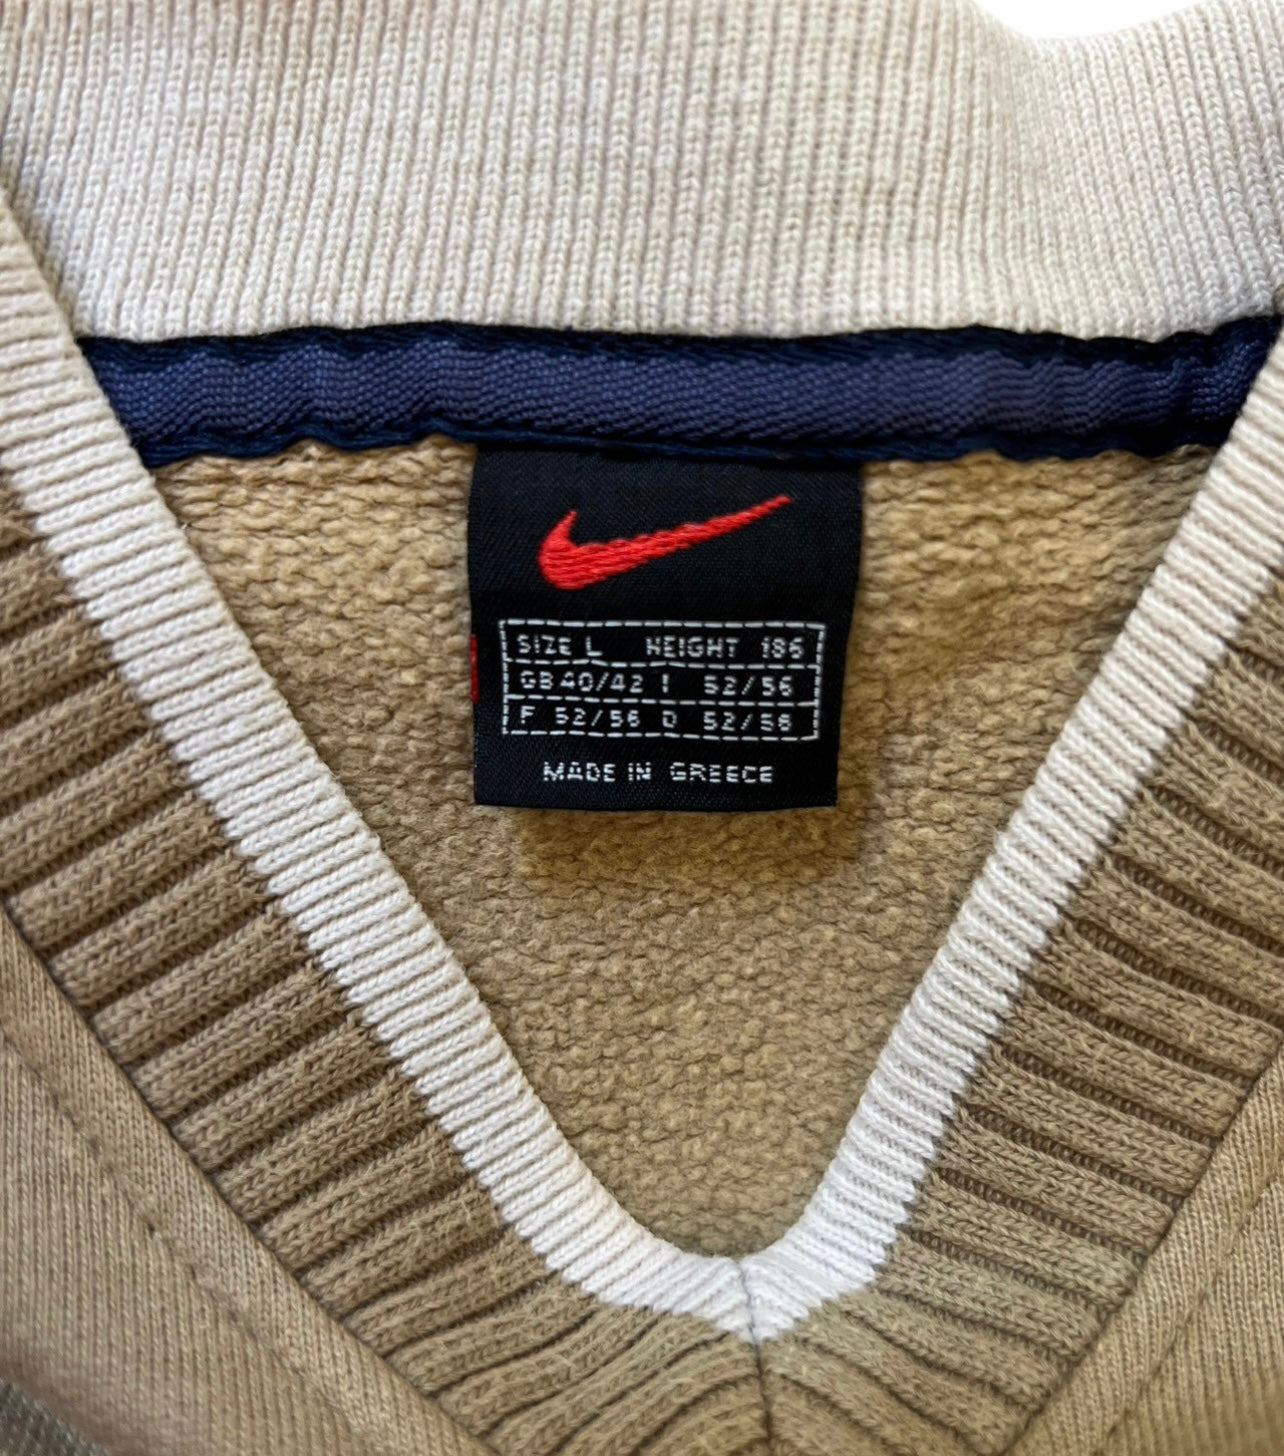 SIZE L HEIGHT 186
GB 40/42 I 52/56
F 52/56 D 52/56
MADE IN GREECE